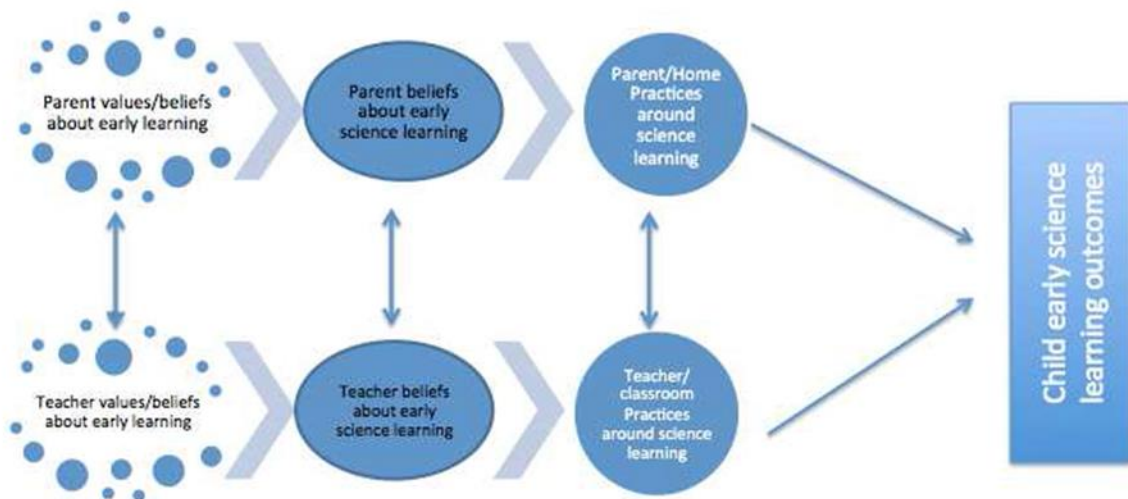 Parent values/beliefs
about early learning
Parent beliefs
about early
science learning
Parent/Home
Practices
around
science
learning
Teacher values/beliefs
about early learning
Teacher beliefs
about early
science learning
Teacher/
classroom
Practices
around science
learning
Child early science
learning outcomes